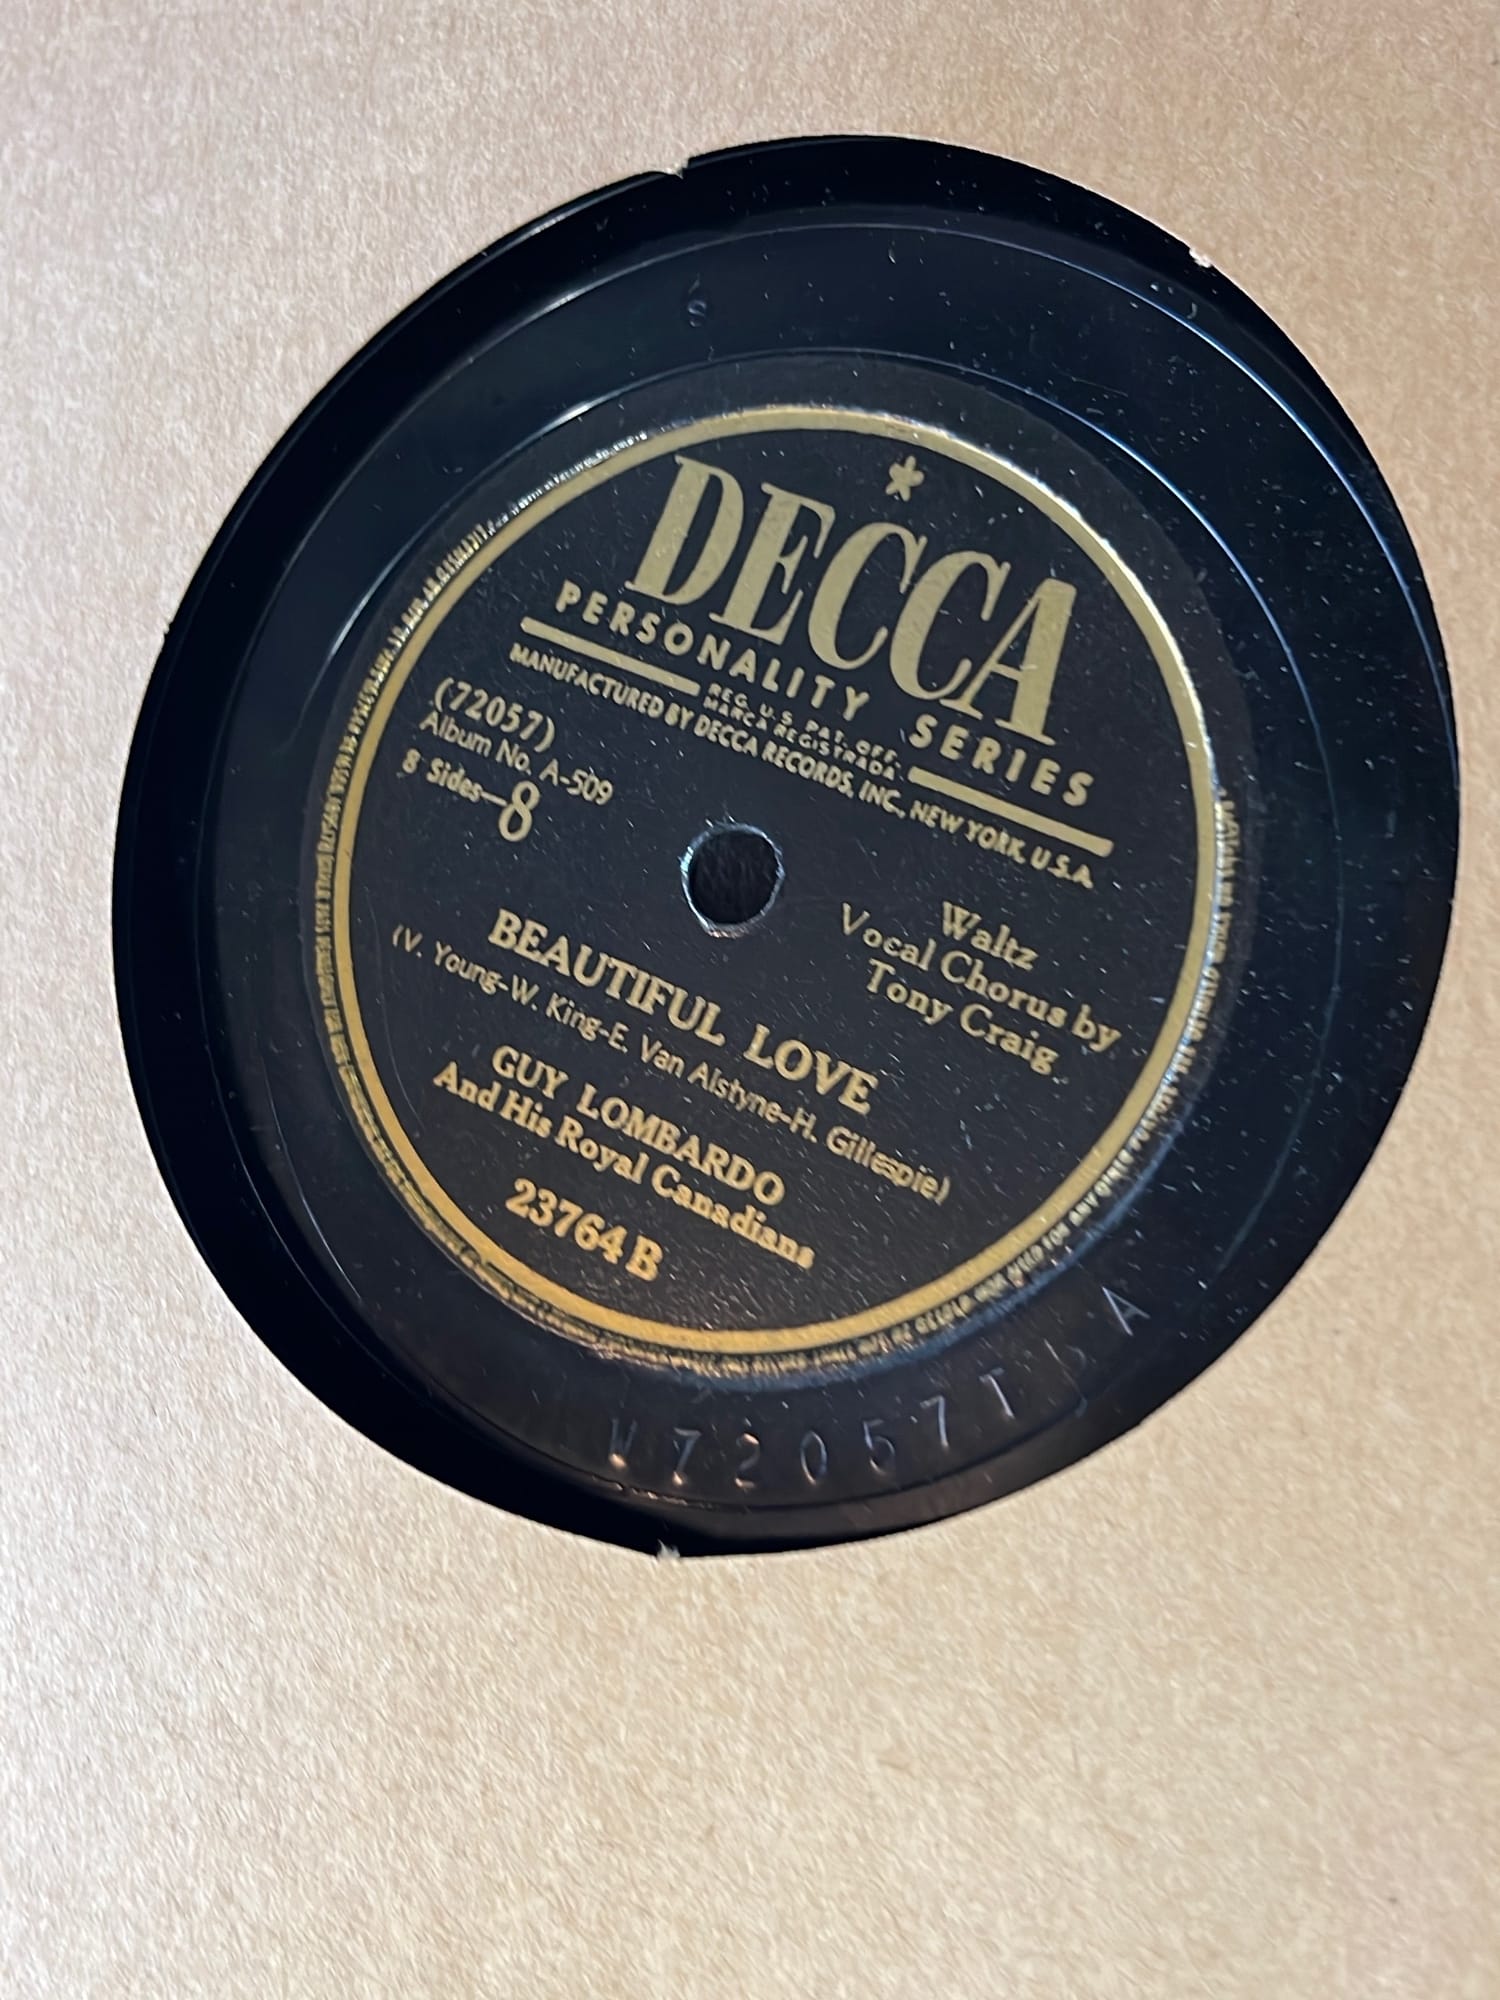 DECCA
PERSONALITY SERIES
REG. U.S. PAT. OFF.
MARCA REGISTRADA
MANUFACTURED BY DECCA RECORDS, INC., NEW YORK, U.S.A.
(72057)
Album No. A-509
8 Sides—8
Waltz
Vocal Chorus by
Tony Craig
BEAUTIFUL LOVE
(V. Young-W. King-E. Van Alstyne-H. Gillespie)
GUY LOMBARDO
And His Royal Canadians
23764 B
W72057T A
S